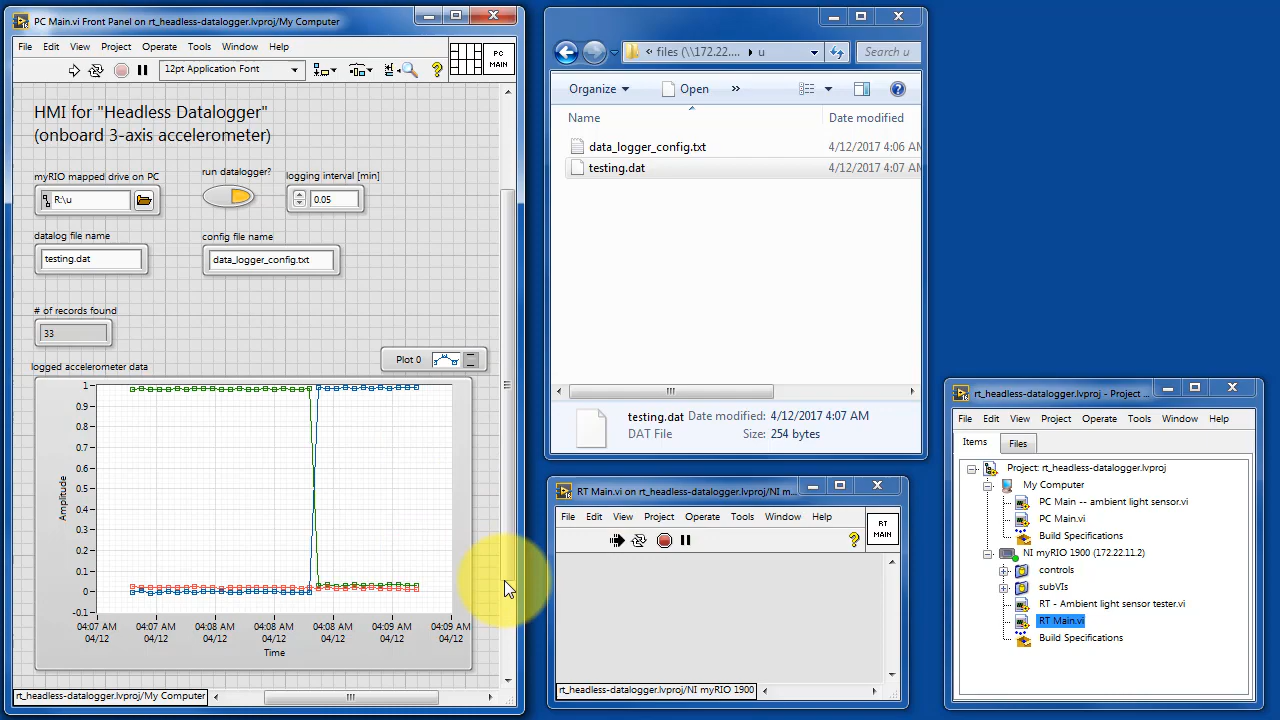 PC Main.vi Front Panel on rt_headless-datalogger.lvproj/My Computer
File Edit View Project Operate Tools Window Help
12pt Application Font
PC
MAIN
HMI for "Headless Datalogger"
(onboard 3-axis accelerometer)
myRIO mapped drive on PC
run datalogger?
logging interval [min]
R:\u
0.05
datalog file name
config file name
testing.dat
data_logger_config.txt
# of records found
33
logged accelerometer data
Plot 0
1
0.9
0.8
0.7
0.6
0.5
0.4
0.3
0.2
0.1
0
-0.1
Amplitude
04:07 AM 04:07 AM 04:08 AM 04:08 AM 04:08 AM 04:09 AM
04/12 04/12 04/12 04/12 04/12 04/12
Time
rt_headless-datalogger.lvproj/My Computer
« files (\\172.22.... u
Search u
Organize Open »
Name Date modified
data_logger_config.txt 4/12/2017 4:06 AM
testing.dat 4/12/2017 4:07 AM
testing.dat Date modified: 4/12/2017 4:07 AM
DAT File Size: 254 bytes
RT Main.vi on rt_headless-datalogger.lvproj/NI m...
File Edit View Project Operate Tools Window Help
RT
MAIN
rt_headless-datalogger.lvproj/NI myRIO 1900
rt_headless-datalogger.lvproj - Project ...
File Edit View Project Operate Tools Window Help
Items Files
Project: rt_headless-datalogger.lvproj
My Computer
PC Main -- ambient light sensor.vi
PC Main.vi
Build Specifications
NI myRIO 1900 (172.22.11.2)
controls
subVIs
RT - Ambient light sensor tester.vi
RT Main.vi
Build Specifications